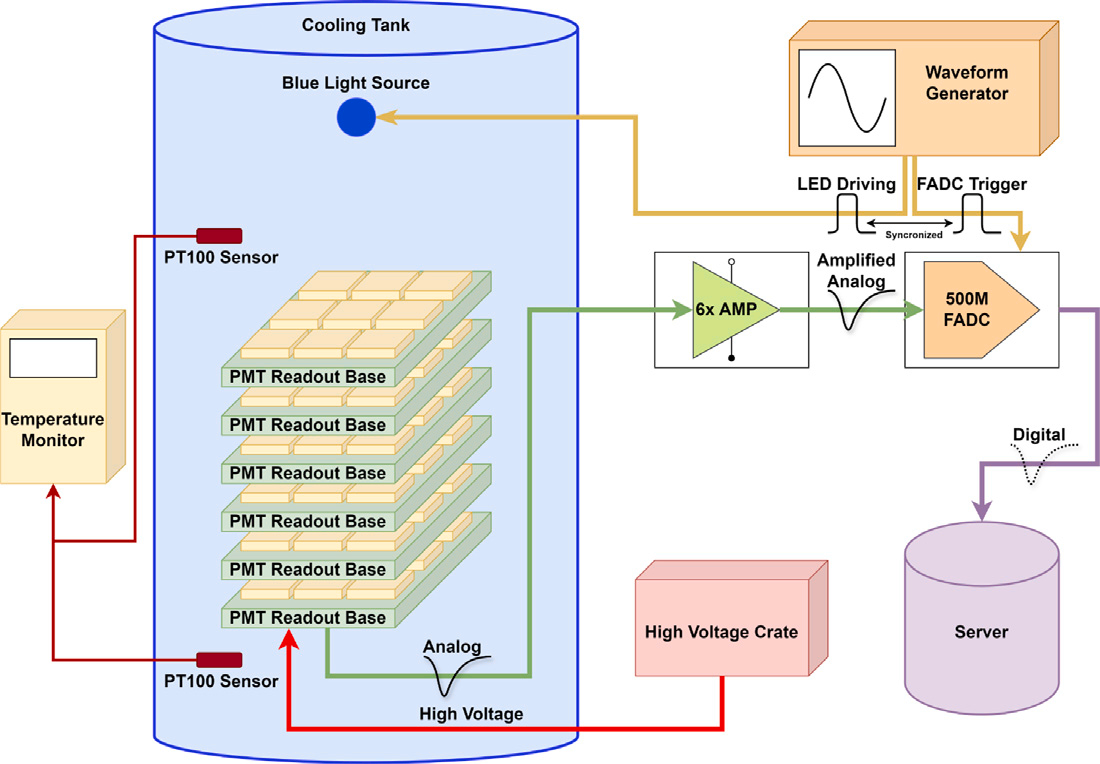 Cooling Tank
Blue Light Source
Waveform
Generator
LED Driving
FADC Trigger
Syncronized
PT100 Sensor
Amplified
Analog
6x AMP
500M
FADC
PMT Readout Base
PMT Readout Base
PMT Readout Base
PMT Readout Base
PMT Readout Base
PMT Readout Base
Temperature
Monitor
Digital
High Voltage Crate
Server
Analog
PT100 Sensor
High Voltage